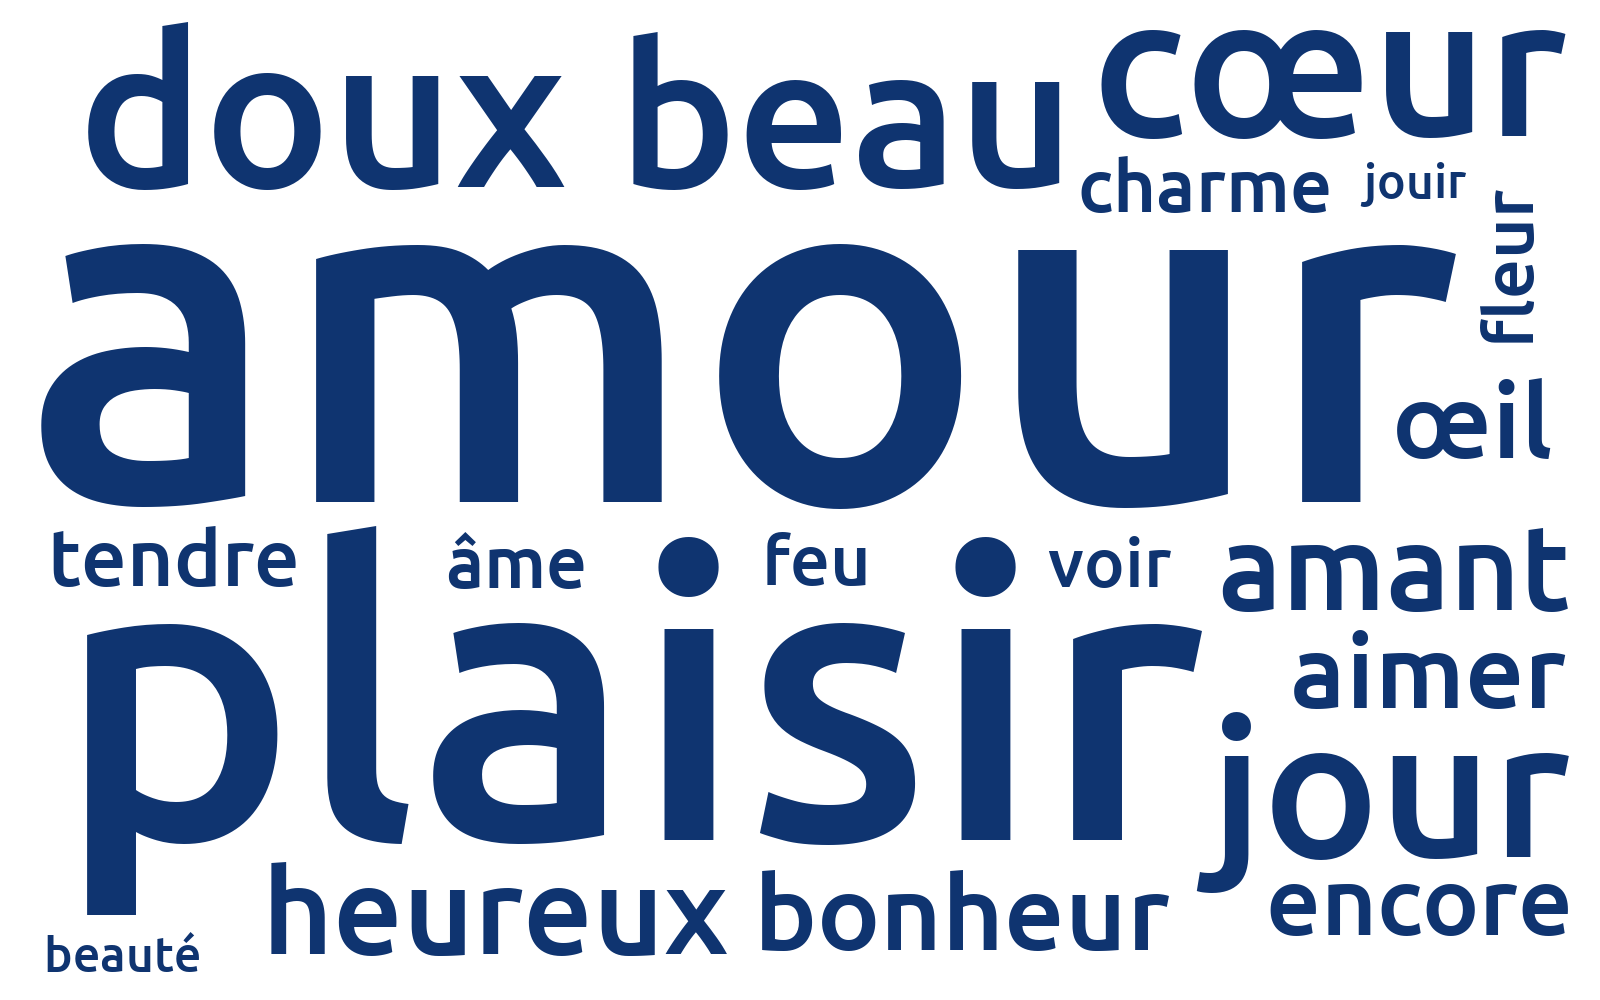 doux beau cœur
charme jouir
fleur
amour
œil
tendre âme feu voir amant
plaisir
aimer
jour
heureux bonheur encore
beauté